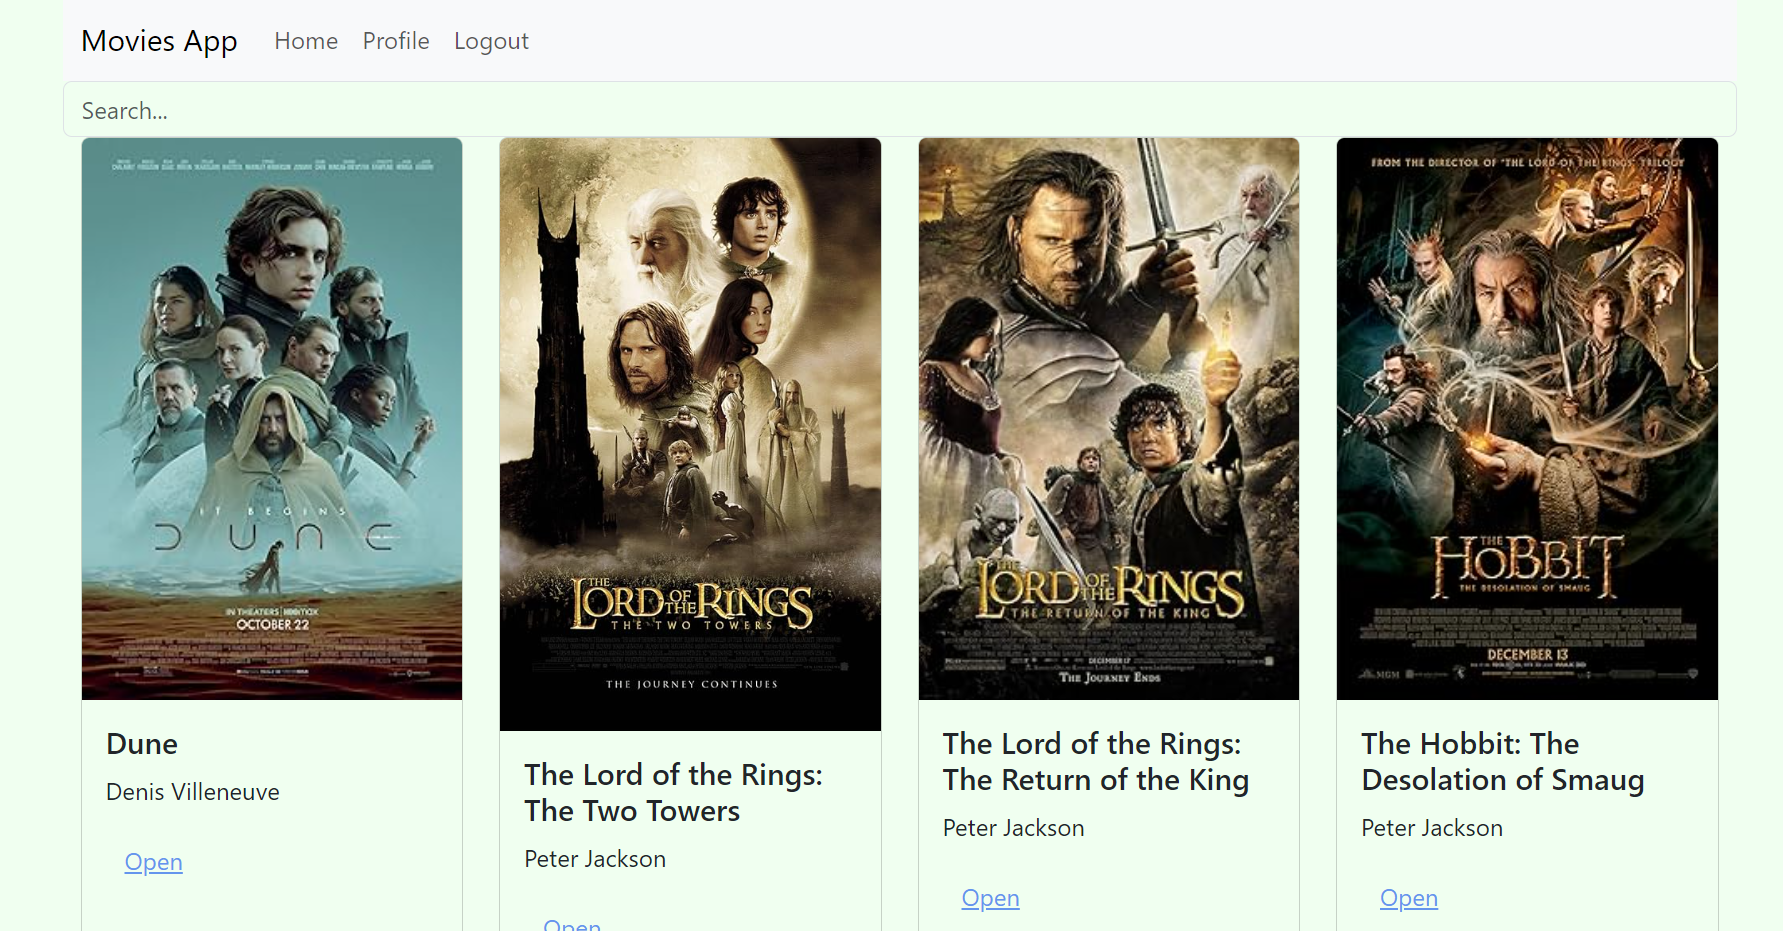 Movies App Home Profile Logout
Search...
IT BEGINS
DUNE
IN THEATERS
OCTOBER 22
THE
LORD OF THE RINGS
THE TWO TOWERS
THE JOURNEY CONTINUES
THE
LORD OF THE RINGS
THE RETURN OF THE KING
DECEMBER 17
THE JOURNEY ENDS
FROM THE DIRECTOR OF "THE LORD OF THE RINGS" TRILOGY
THE
HOBBIT
THE DESOLATION OF SMAUG
DECEMBER 13
MGM
Dune
Denis Villeneuve
Open
The Lord of the Rings:
The Two Towers
Peter Jackson
Open
The Lord of the Rings:
The Return of the King
Peter Jackson
Open
The Hobbit: The
Desolation of Smaug
Peter Jackson
Open